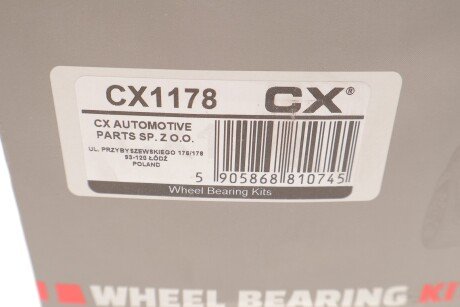 CX1178
CX®
CX AUTOMOTIVE
PARTS SP. Z O.O.
UL. PRZYBYSZEWSKIEGO 176/178
93-120 ŁÓDŹ
POLAND
5 905868 810745
Wheel Bearing Kits
WHEEL BEARING KI